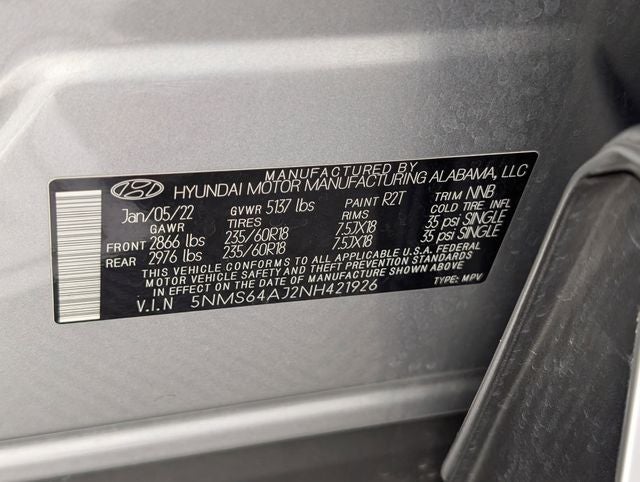 MANUFACTURED BY
HYUNDAI MOTOR MANUFACTURING ALABAMA, LLC
Jan/05/22 GVWR 5137 lbs PAINT R2T TRIM NNB
GAWR TIRES RIMS COLD TIRE INFL
FRONT 2866 lbs 235/60R18 7.5JX18 35 psi SINGLE
REAR 2976 lbs 235/60R18 7.5JX18 35 psi SINGLE
THIS VEHICLE CONFORMS TO ALL APPLICABLE U.S.A. FEDERAL
MOTOR VEHICLE SAFETY AND THEFT PREVENTION STANDARDS
IN EFFECT ON THE DATE OF MANUFACTURE SHOWN ABOVE
V.I.N 5NMS64AJ2NH421926 TYPE: MPV